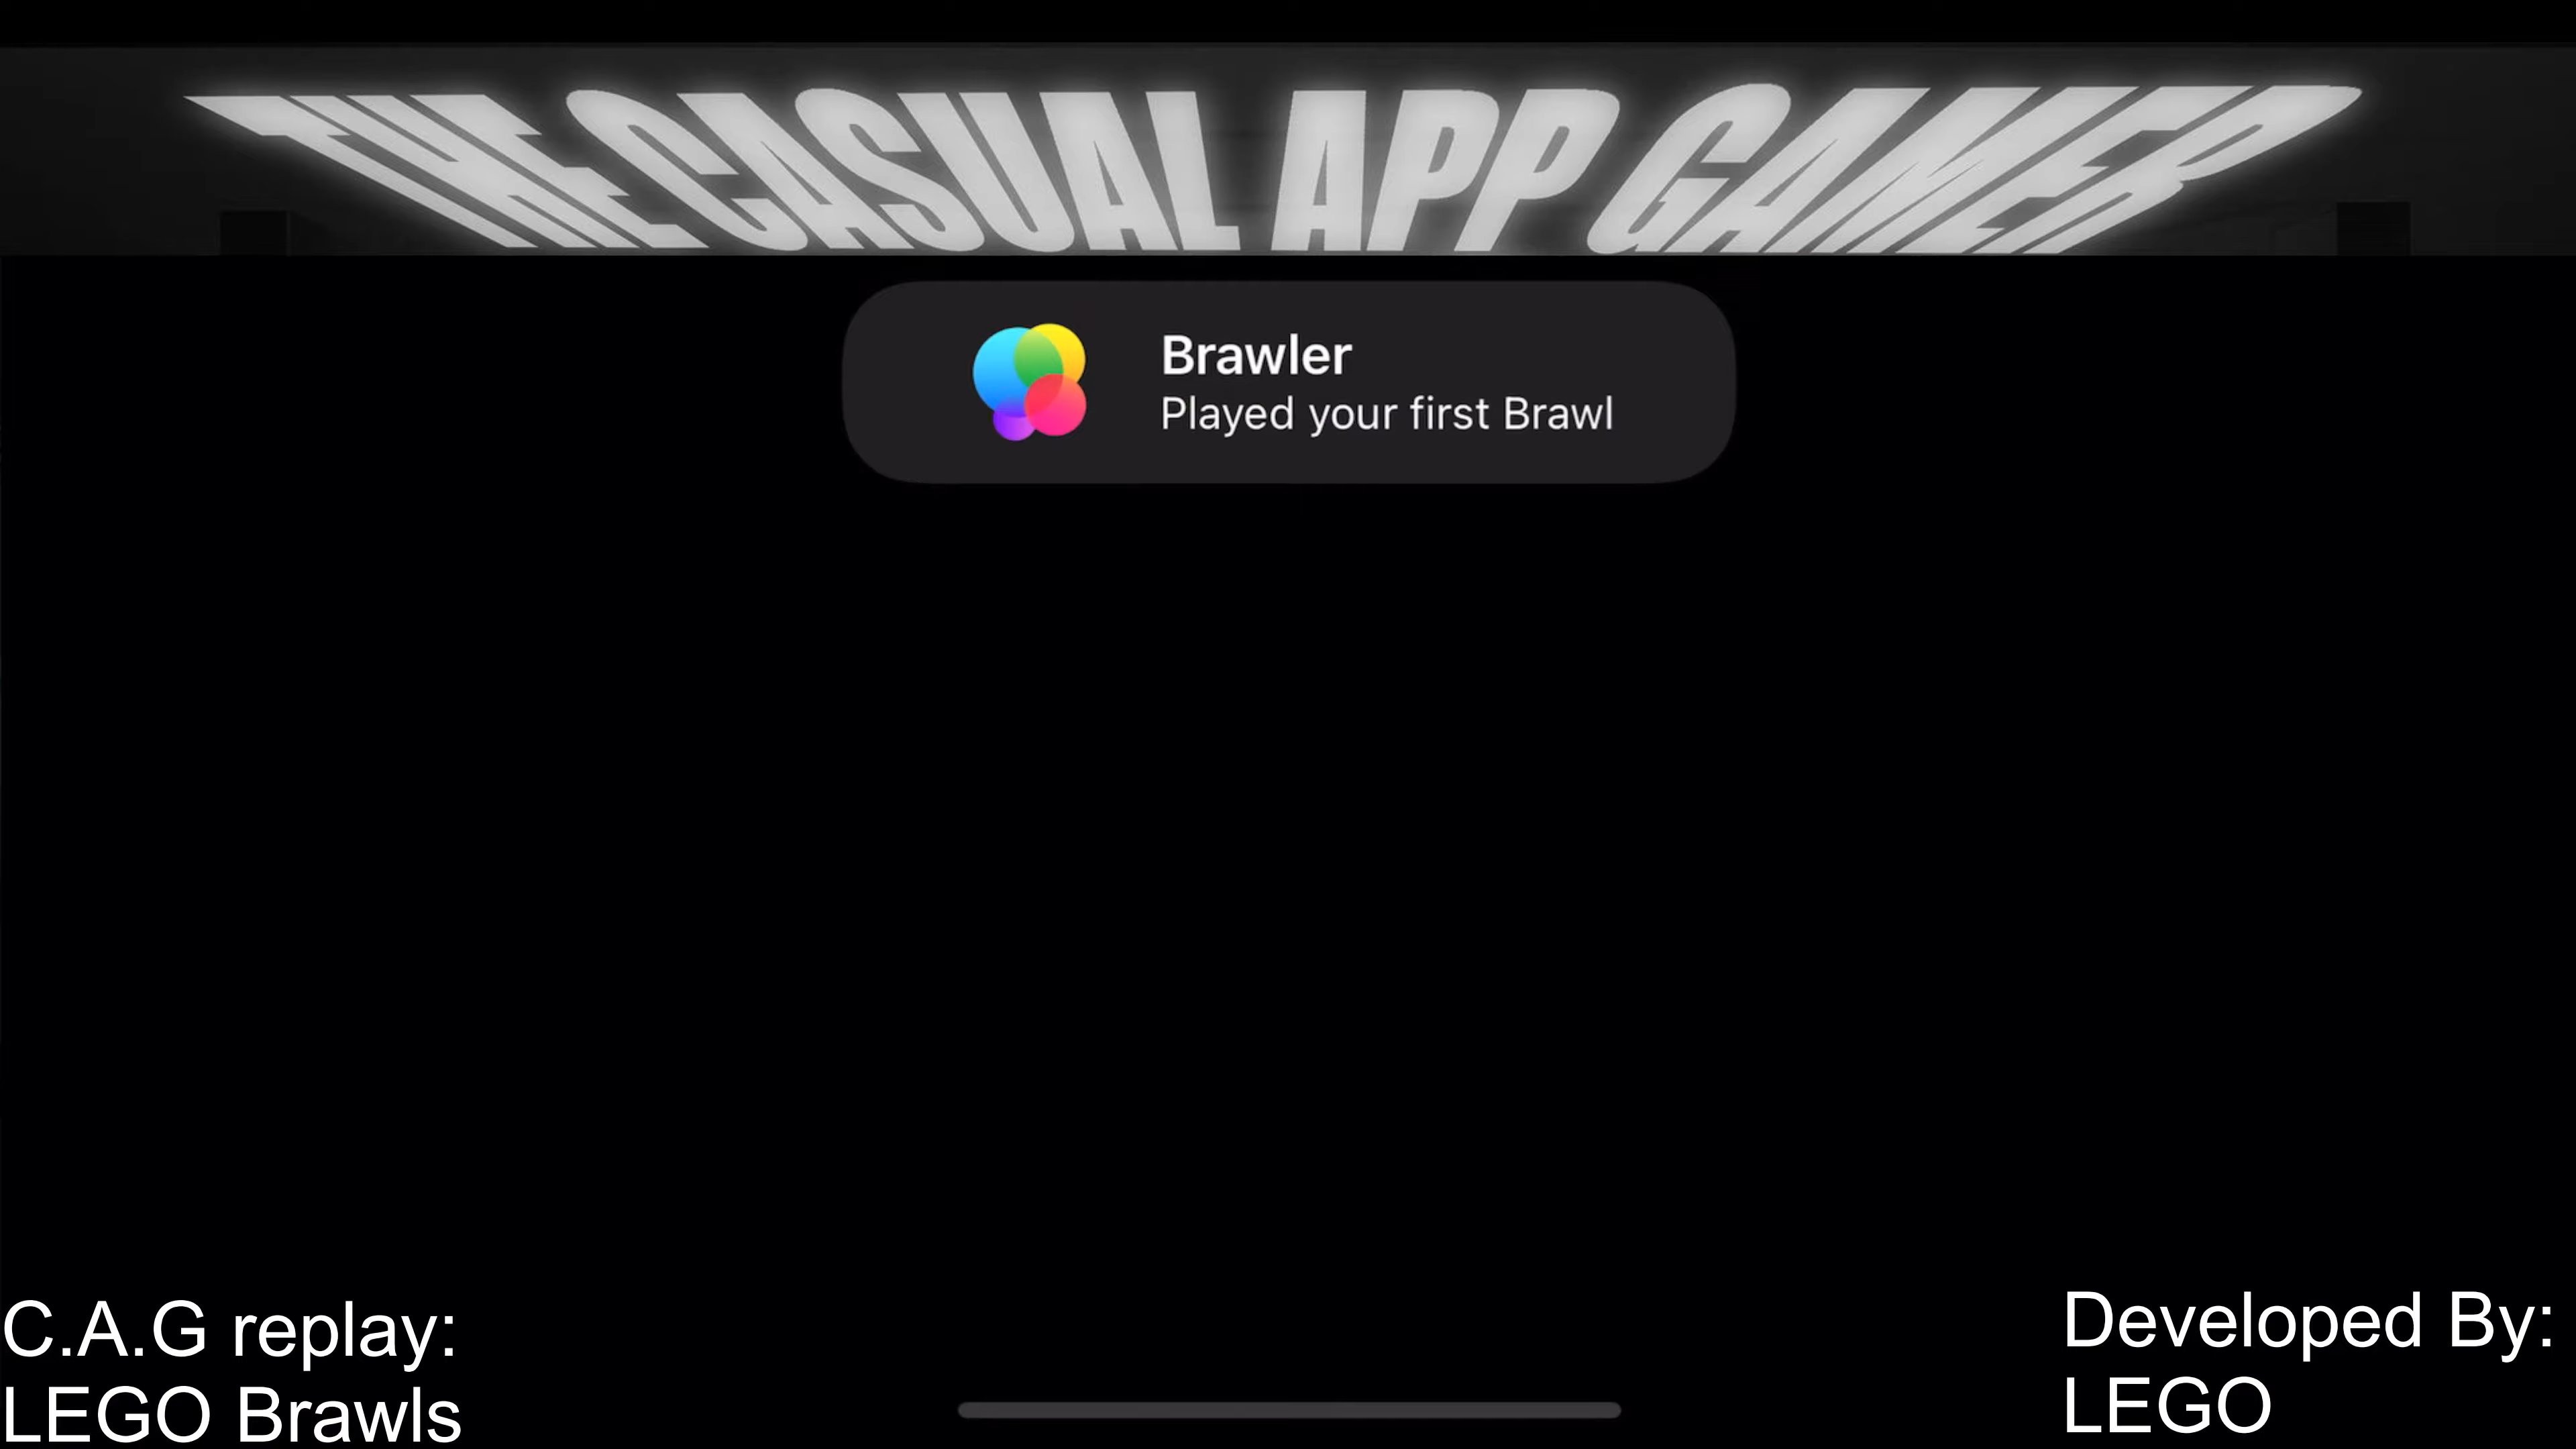 THE CASUAL APP GAMER
Brawler
Played your first Brawl
C.A.G replay:
LEGO Brawls
Developed By:
LEGO